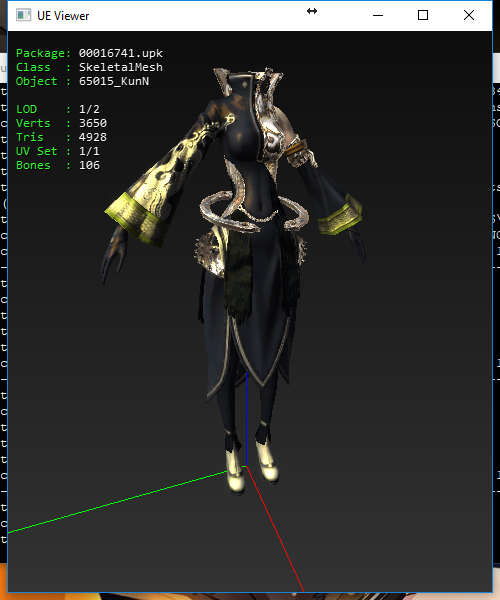 UE Viewer
Package: 00016741.upk
Class : SkeletalMesh
Object : 65015_KunN
LOD : 1/2
Verts : 3650
Tris : 4928
UV Set : 1/1
Bones : 106